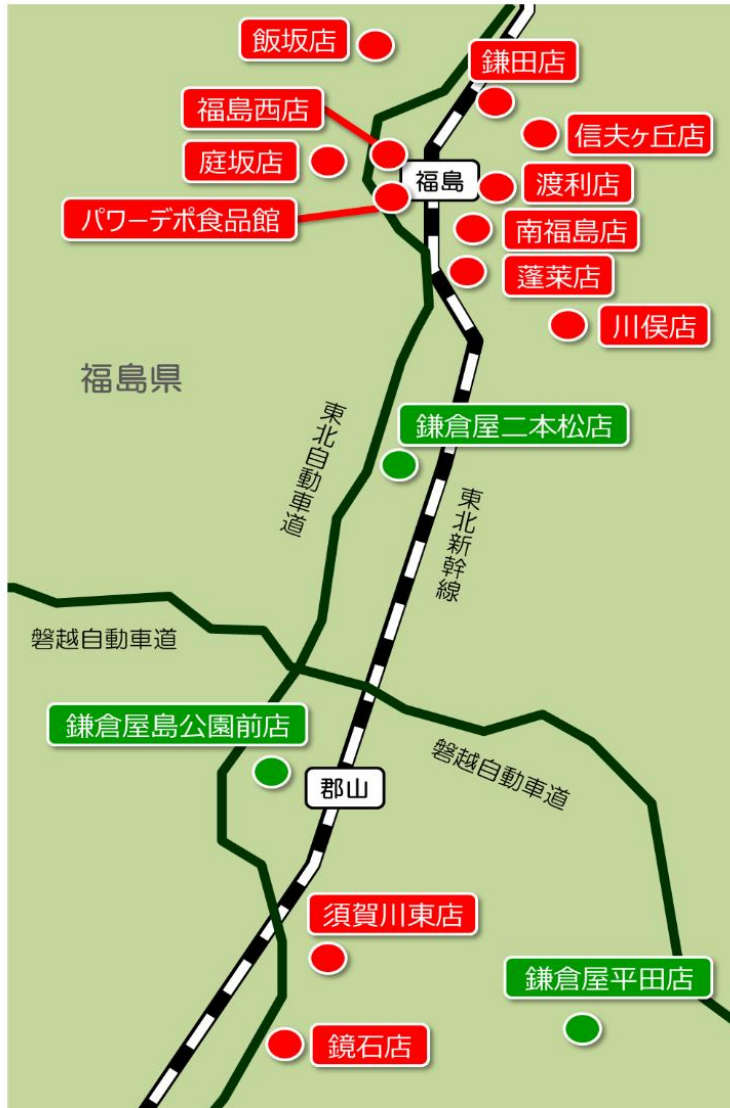 飯坂店
鎌田店
福島西店
信夫ヶ丘店
庭坂店
福島
渡利店
パワーデポ食品館
南福島店
蓬莱店
川俣店
福島県
鎌倉屋二本松店
東北自動車道
東北新幹線
磐越自動車道
鎌倉屋島公園前店
磐越自動車道
郡山
須賀川東店
鎌倉屋平田店
鏡石店